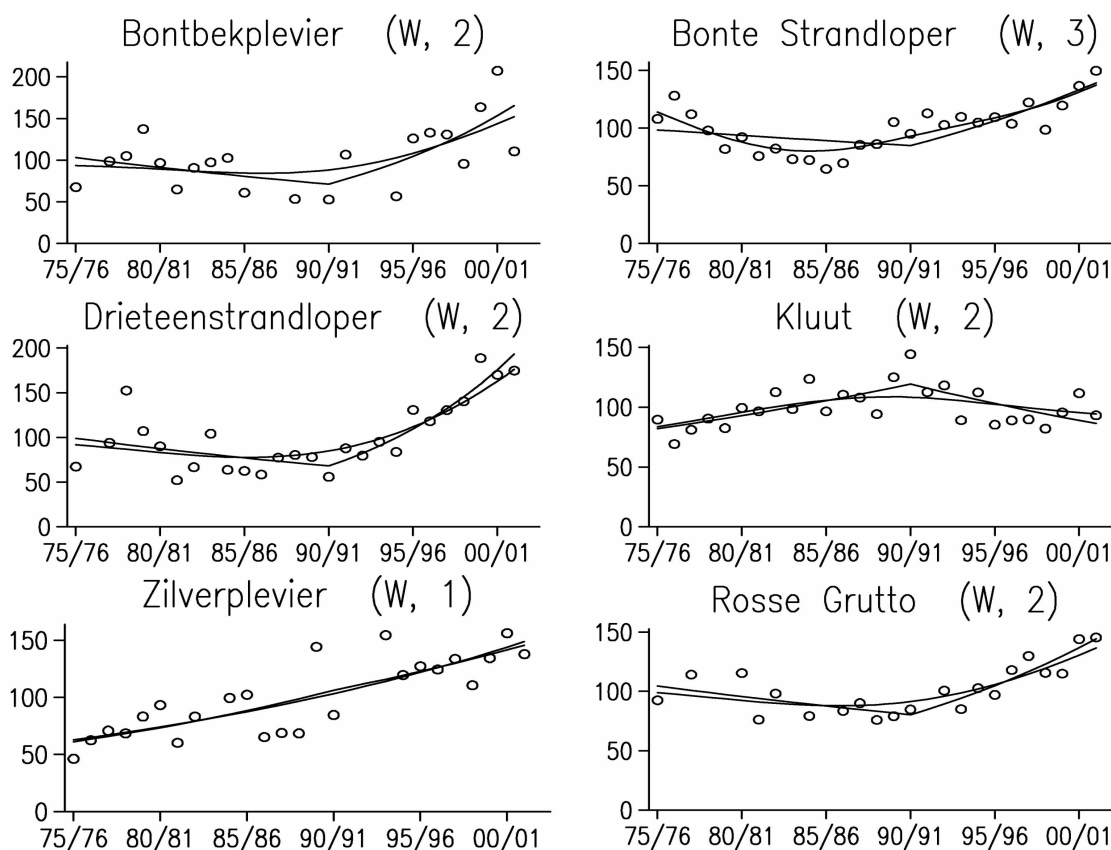 Bontbekplevier (W, 2)
200
150
100
50
0
75/76 80/81 85/86 90/91 95/96 00/01
Bonte Strandloper (W, 3)
150
100
50
0
75/76 80/81 85/86 90/91 95/96 00/01
Drieteenstrandloper (W, 2)
200
150
100
50
0
75/76 80/81 85/86 90/91 95/96 00/01
Kluut (W, 2)
150
100
50
0
75/76 80/81 85/86 90/91 95/96 00/01
Zilverplevier (W, 1)
150
100
50
0
75/76 80/81 85/86 90/91 95/96 00/01
Rosse Grutto (W, 2)
150
100
50
0
75/76 80/81 85/86 90/91 95/96 00/01